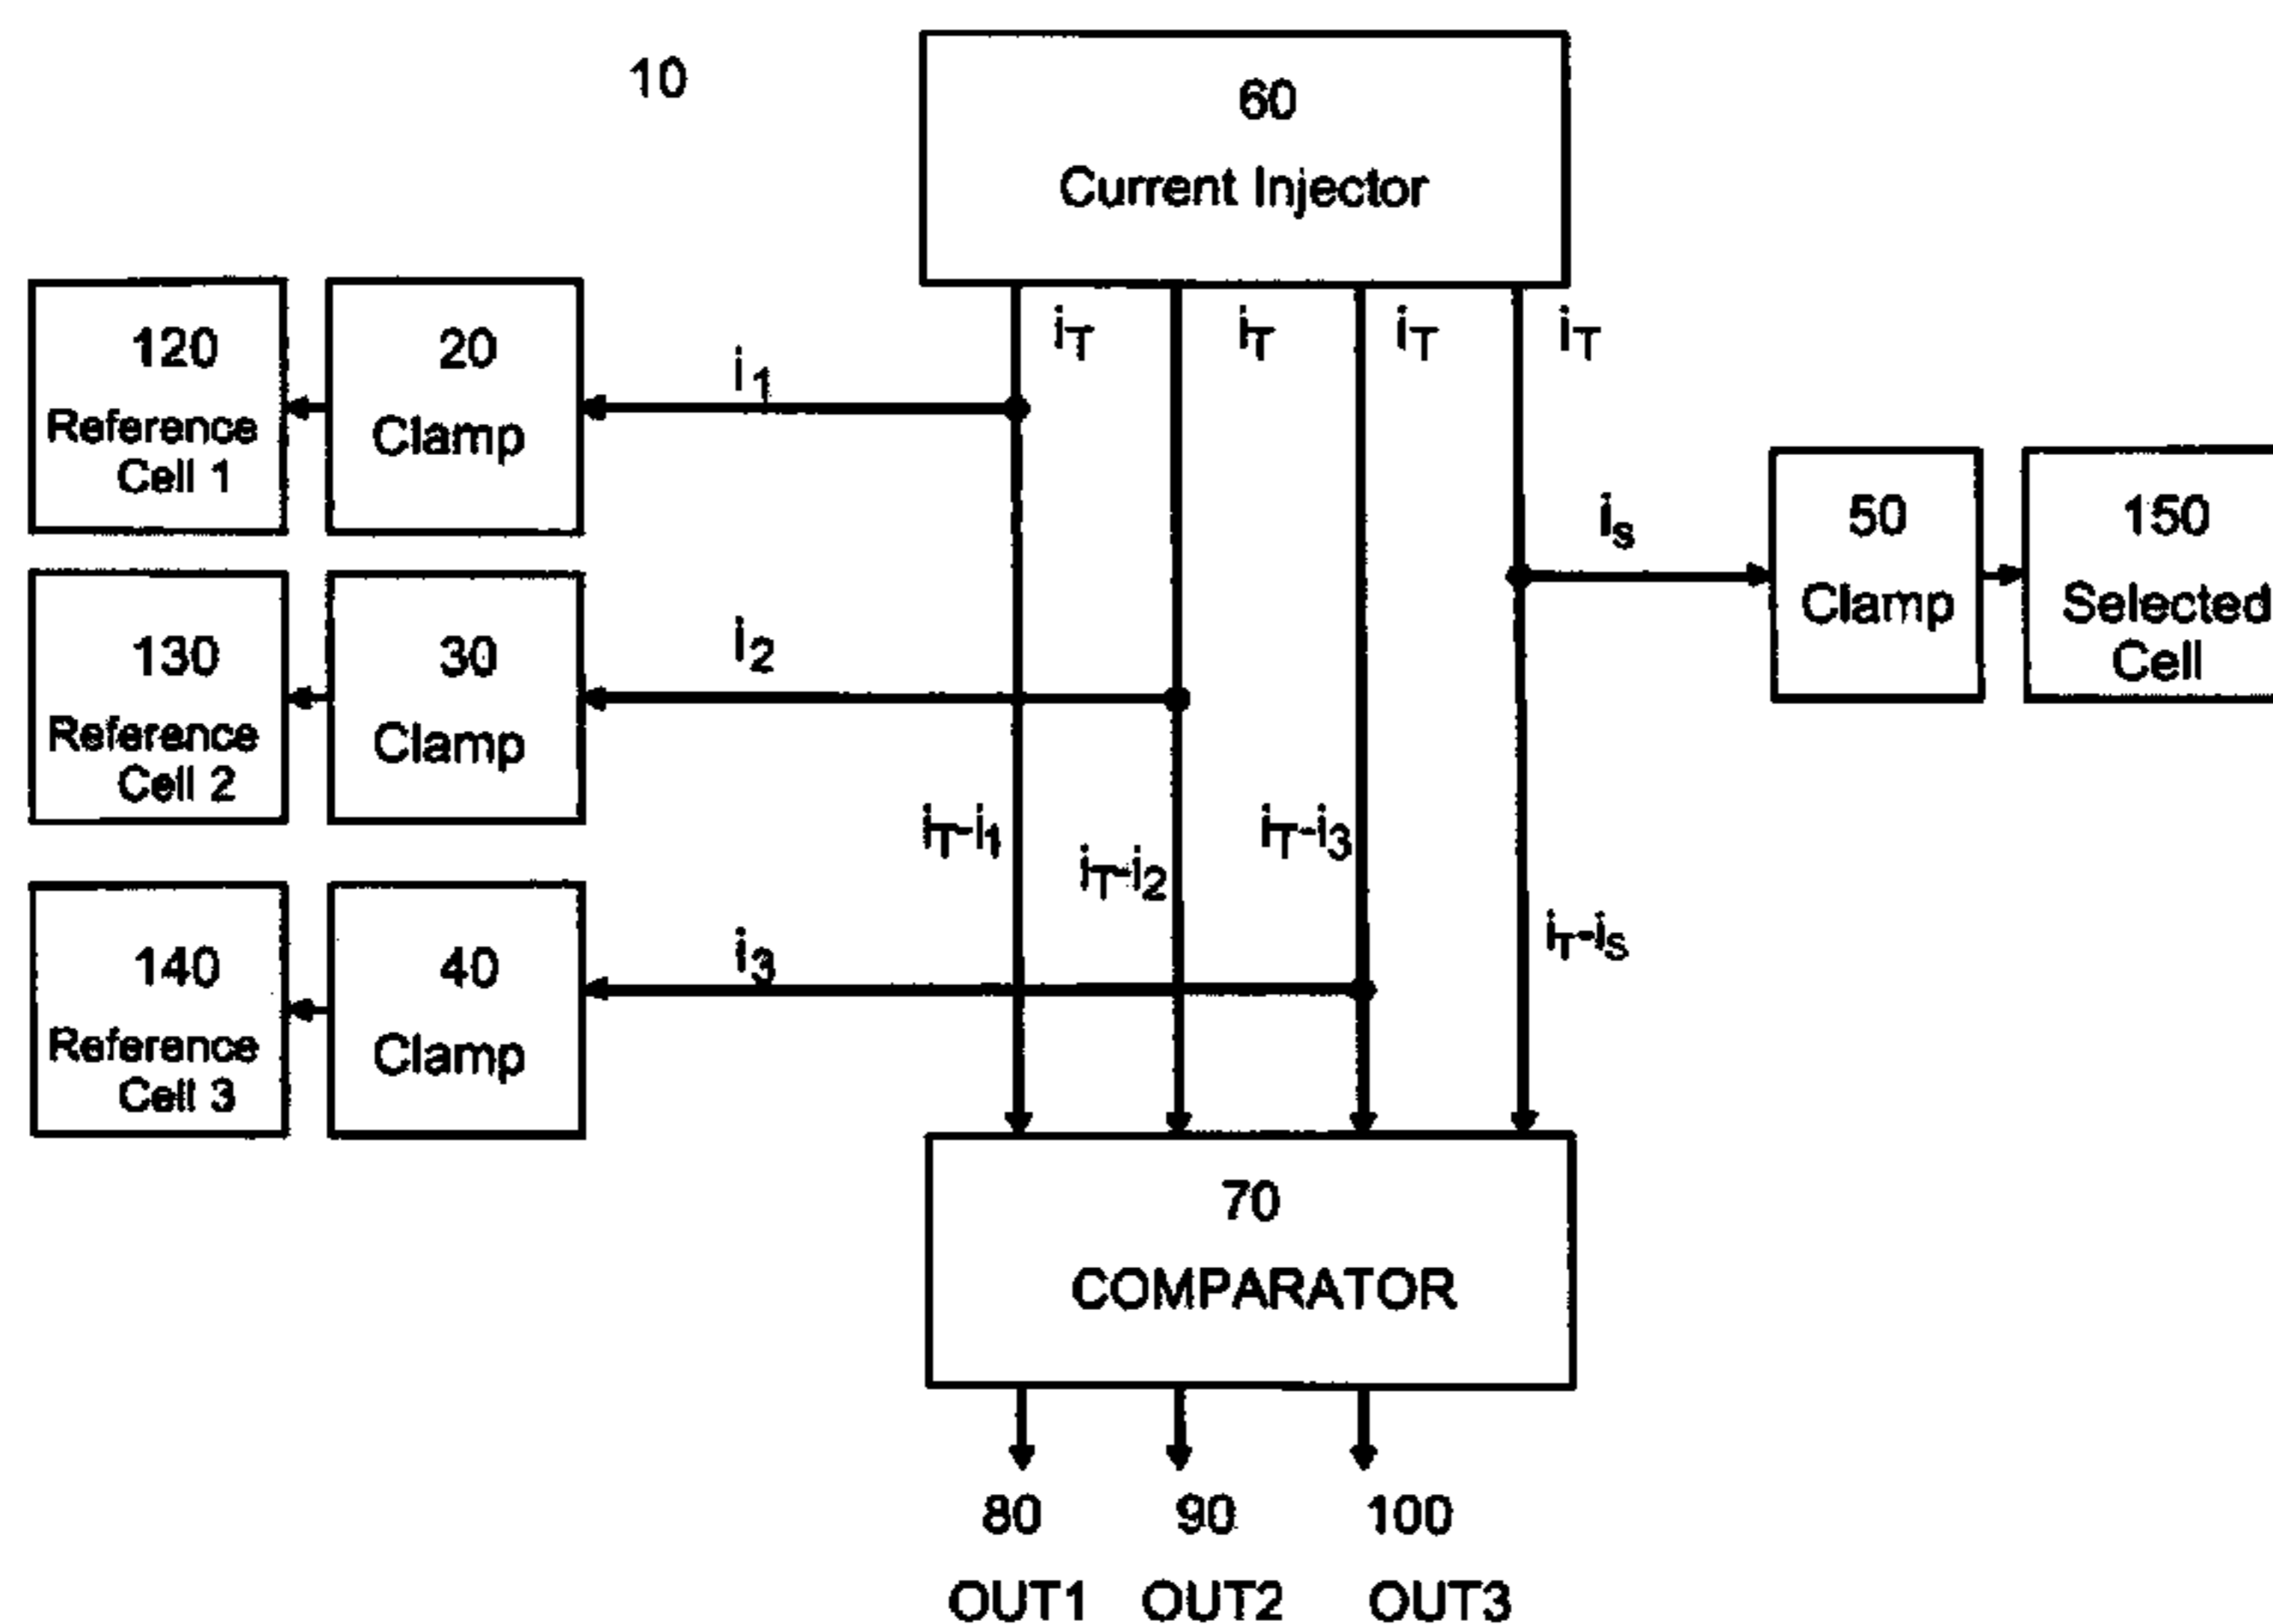 10
60
Current Injector
iT iT iT iT
120
Reference
Cell 1
20
Clamp
i1
130
Reference
Cell 2
30
Clamp
i2
140
Reference
Cell 3
40
Clamp
i3
is
50
Clamp
150
Selected
Cell
iT-i1
iT-i2
iT-i3
iT-iS
70
COMPARATOR
80 90 100
OUT1 OUT2 OUT3